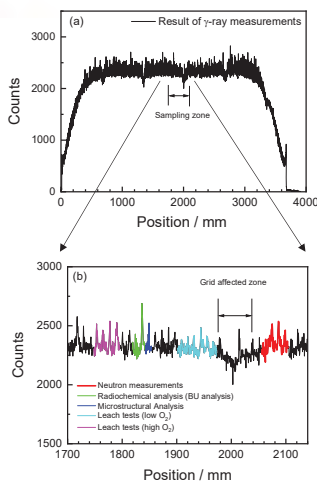 (a)
Result of γ-ray measurements
3000
2000
1000
0
Counts
Sampling zone
0 1000 2000 3000 4000
Position / mm
(b)
3000
2500
2000
1500
Counts
Grid affected zone
Neutron measurements
Radiochemical analysis (BU analysis)
Microstructural Analysis
Leach tests (low O₂)
Leach tests (high O₂)
1700 1800 1900 2000 2100
Position / mm